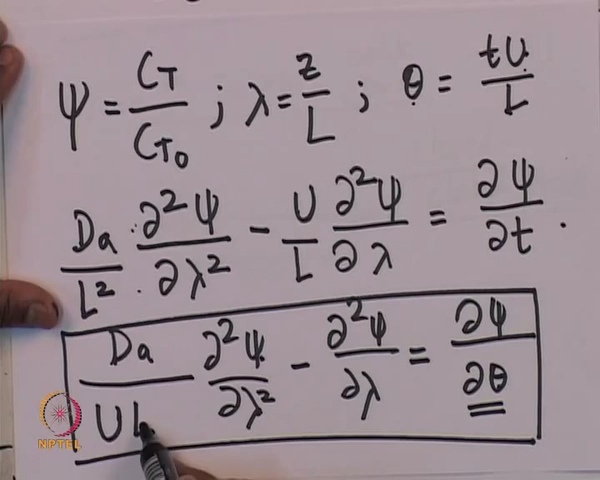 ψ = C_T / C_T0 ; λ = z / L ; θ = tU / L
Da / L² · ∂²ψ / ∂λ² - U / L ∂²ψ / ∂λ = ∂ψ / ∂t .
Da / UL ∂²ψ / ∂λ² - ∂²ψ / ∂λ = ∂ψ / ∂θ
NPTEL